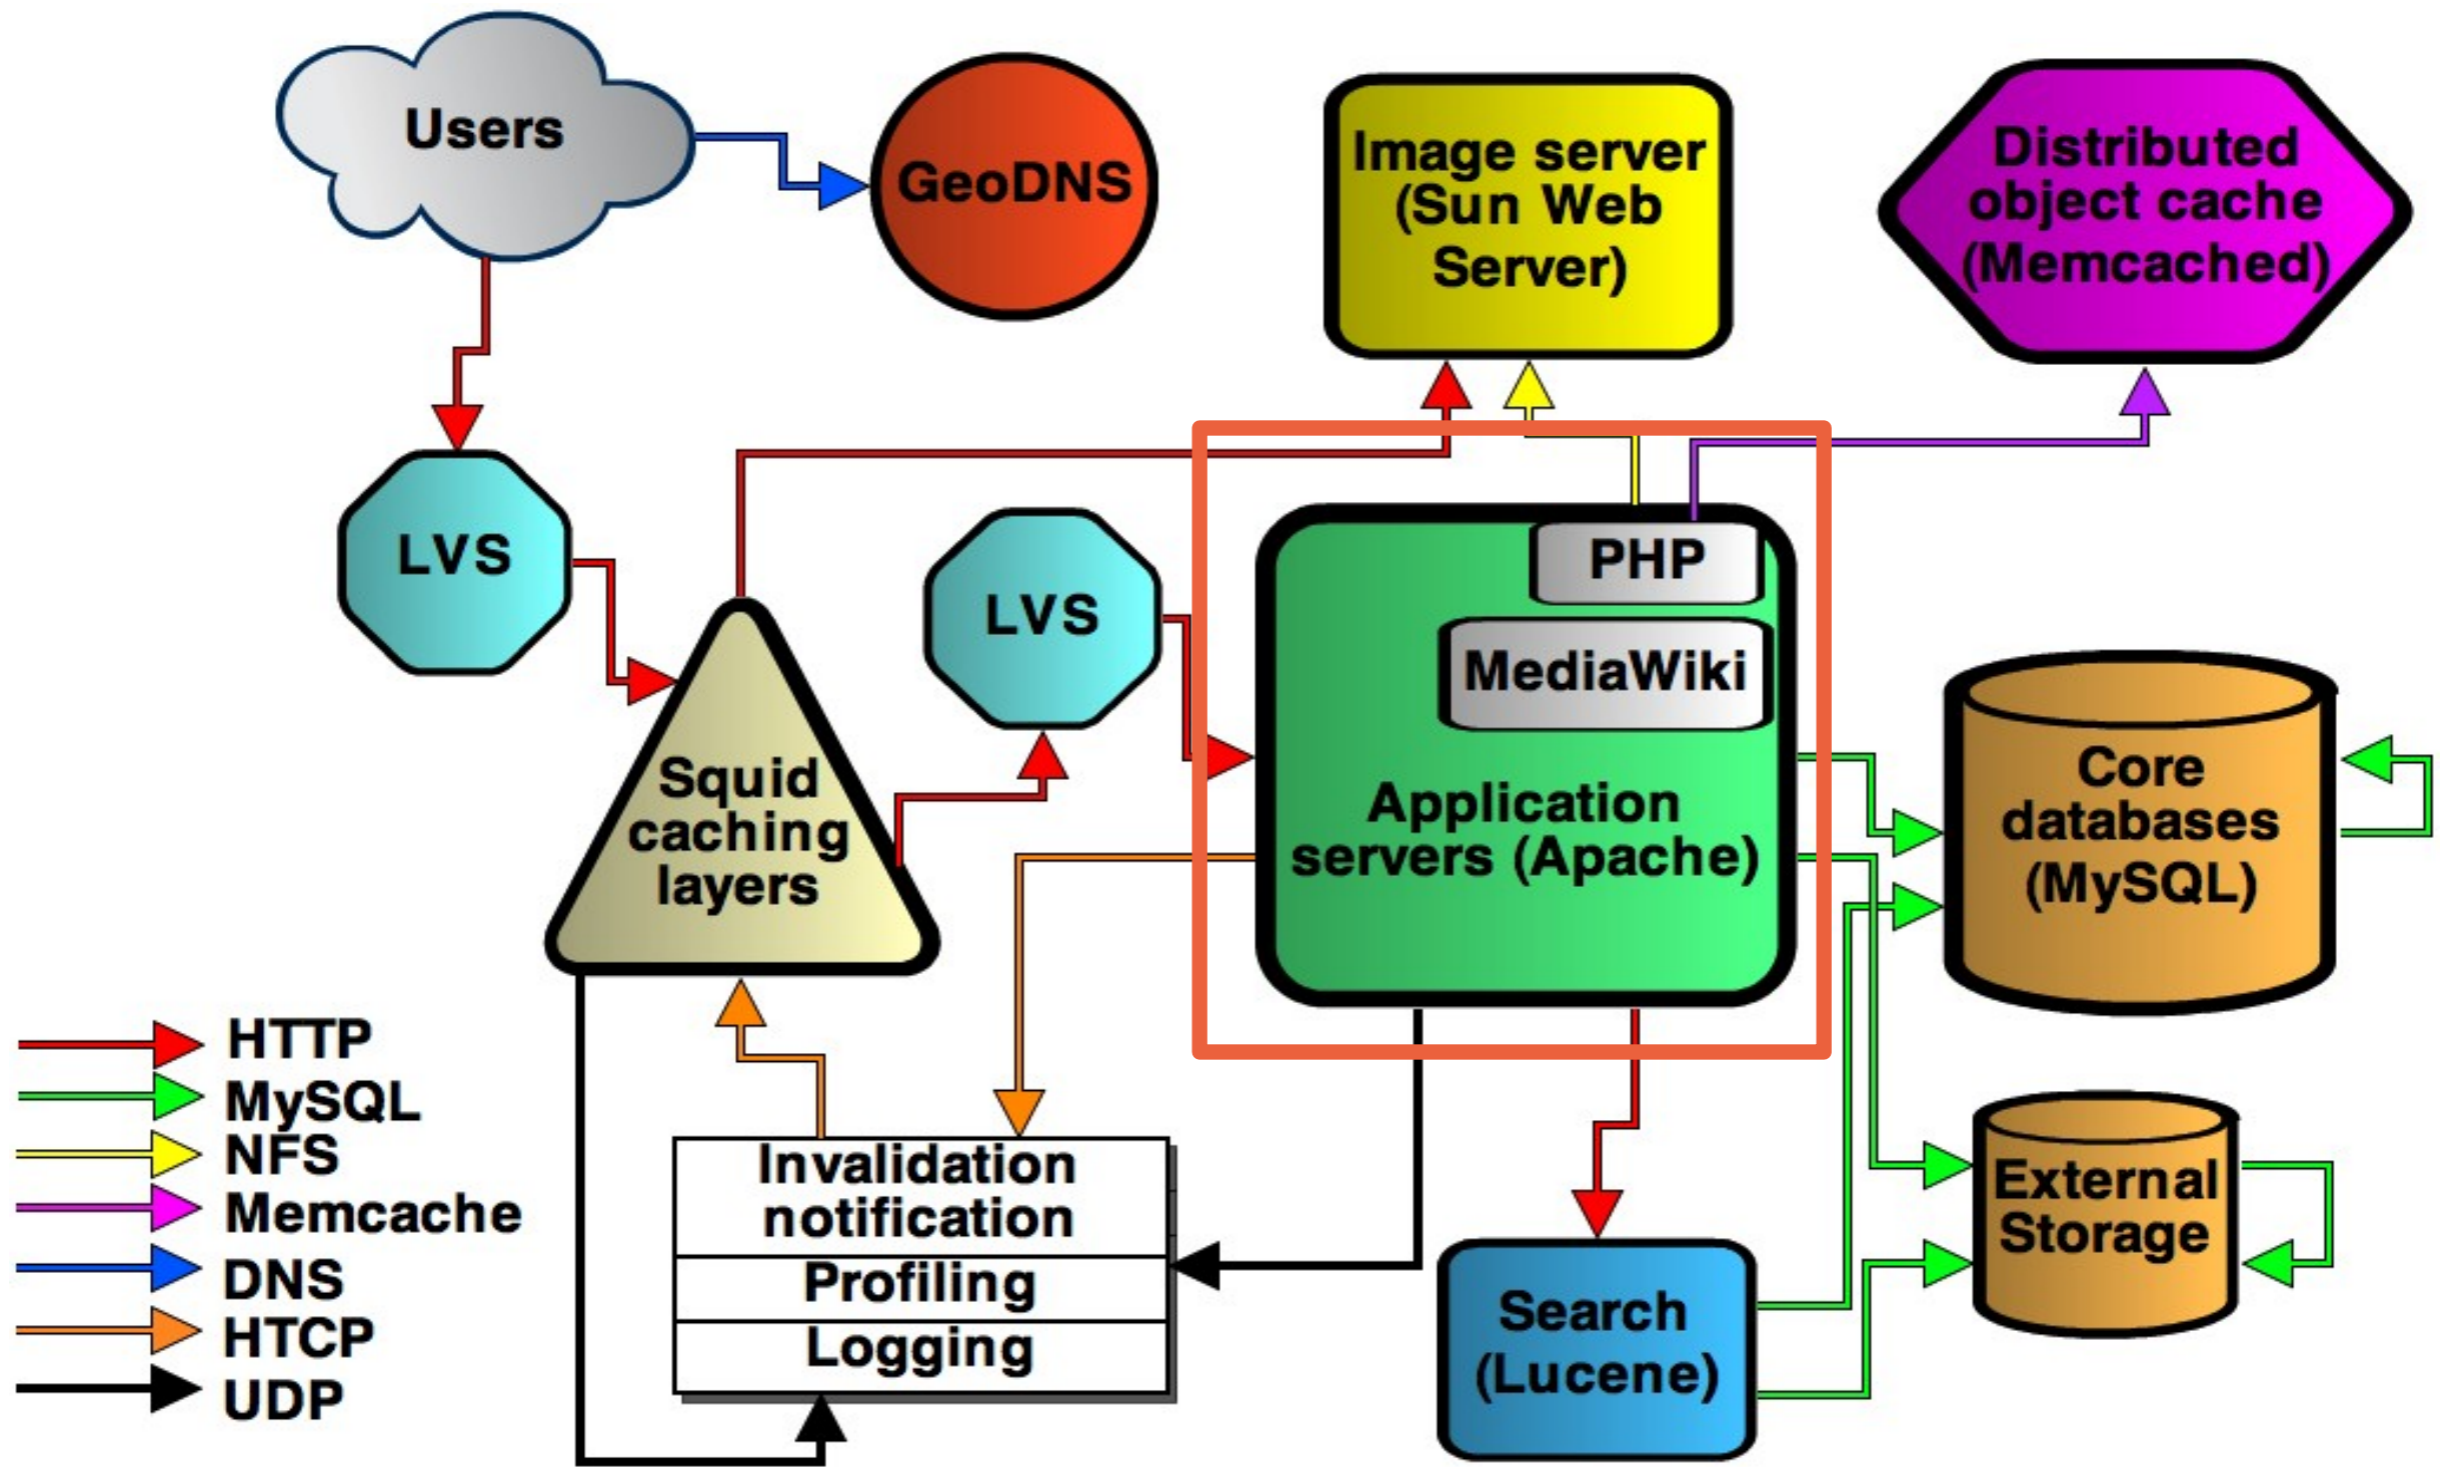 Users
GeoDNS
Image server
(Sun Web
Server)
Distributed
object cache
(Memcached)
LVS
LVS
PHP
MediaWiki
Application
servers (Apache)
Squid
caching
layers
Core
databases
(MySQL)
HTTP
MySQL
NFS
Memcache
DNS
HTCP
UDP
Invalidation
notification
Profiling
Logging
Search
(Lucene)
External
Storage